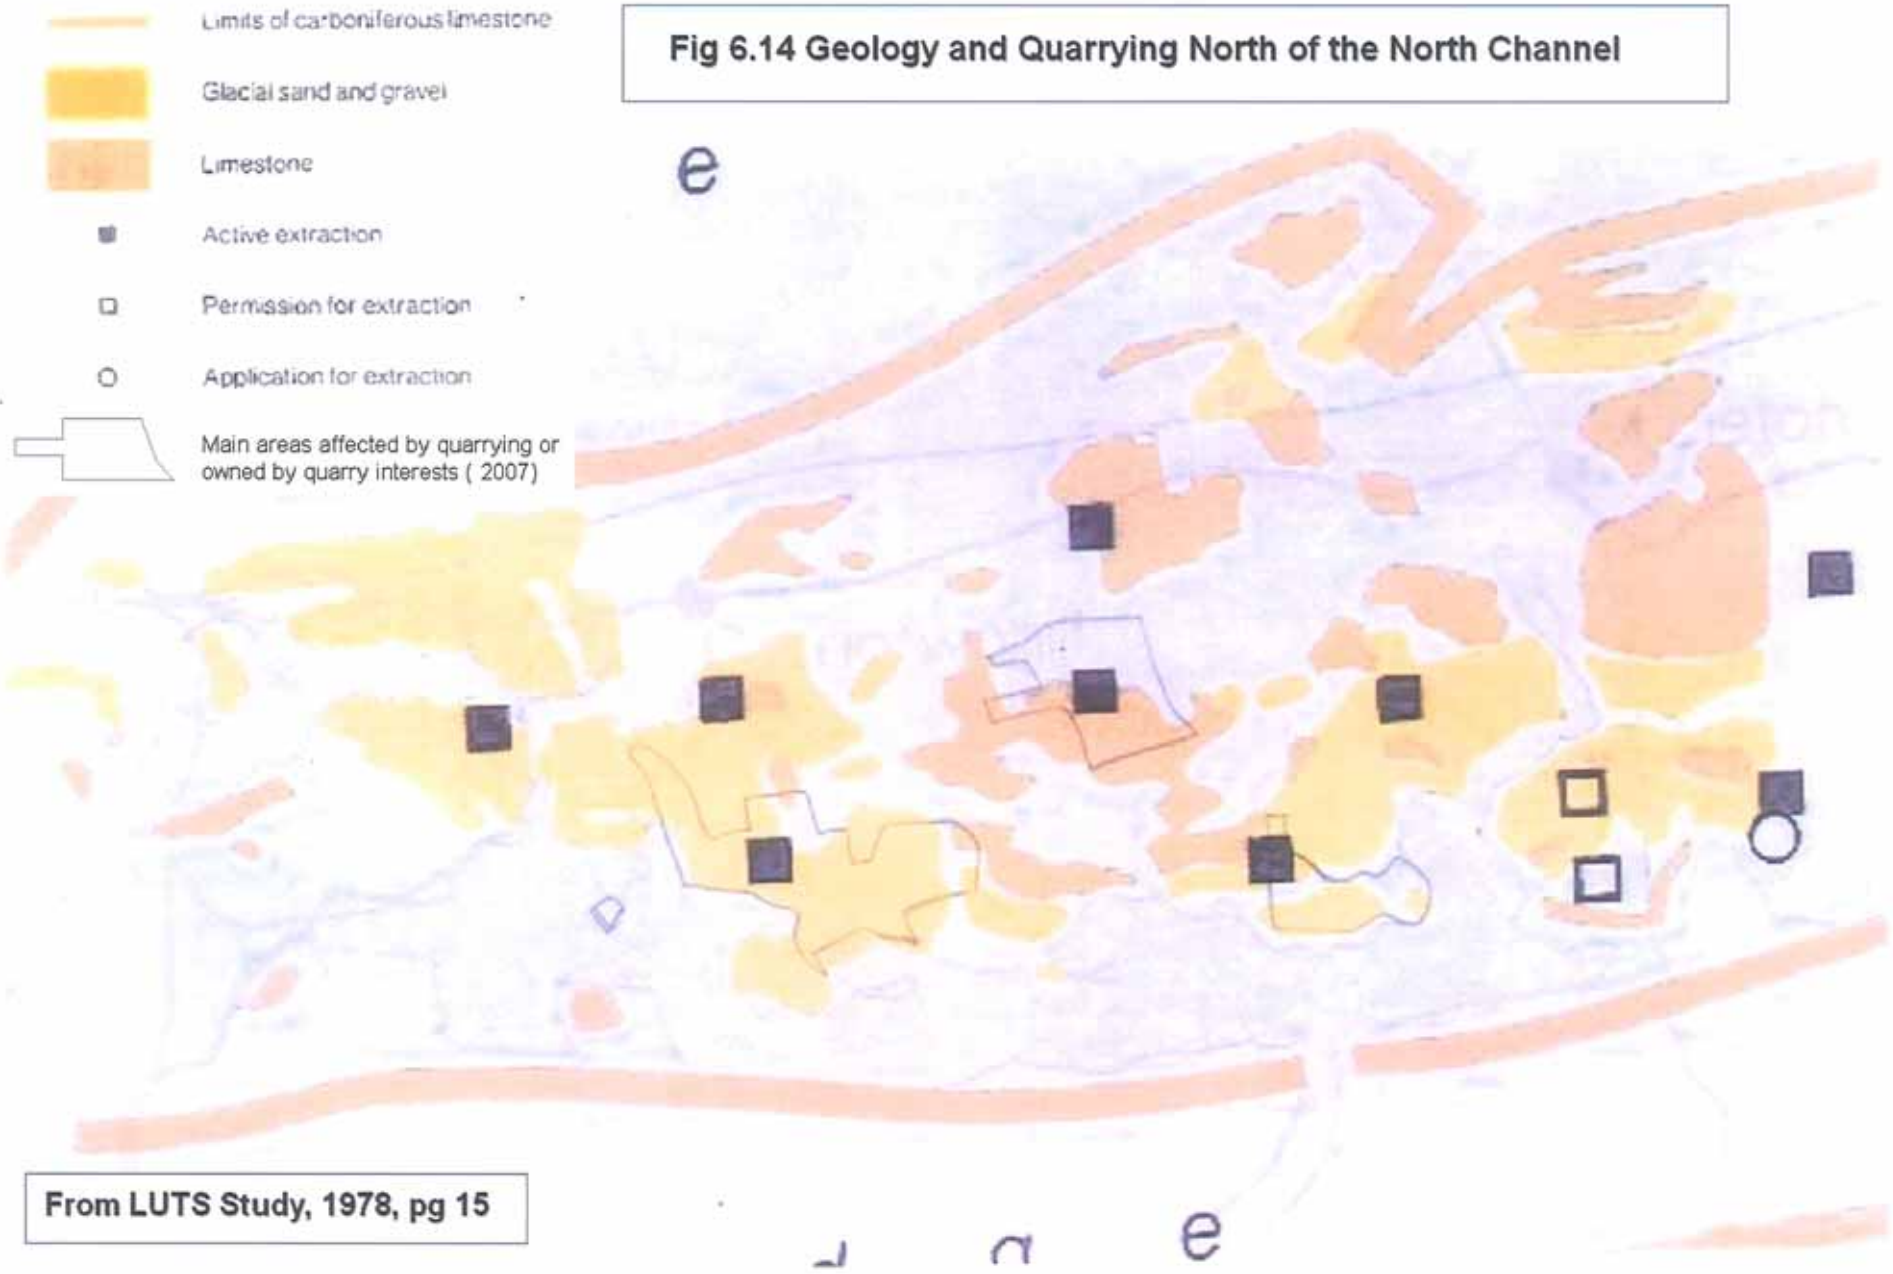 Limits of carboniferous limestone
Fig 6.14 Geology and Quarrying North of the North Channel
Glacial sand and gravel
Limestone
e
Active extraction
Permission for extraction
Application for extraction
Main areas affected by quarrying or
owned by quarry interests ( 2007)
From LUTS Study, 1978, pg 15
e